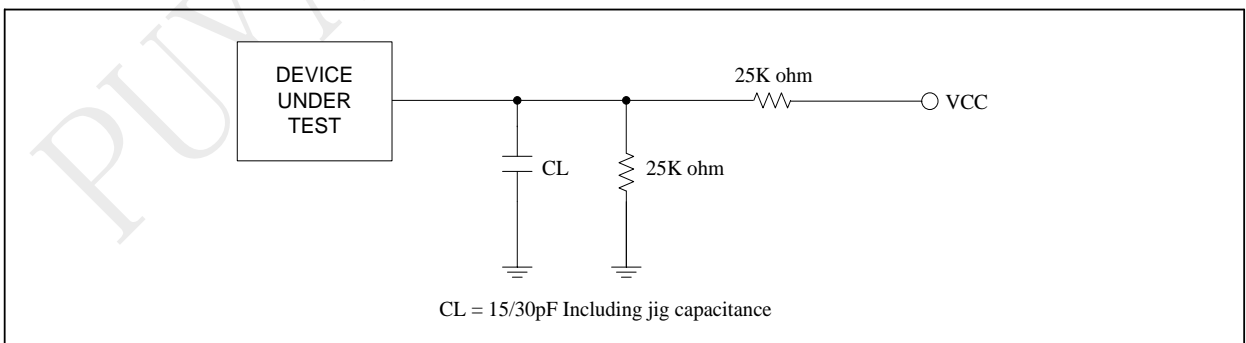 DEVICE
UNDER
TEST
25K ohm
VCC
CL
25K ohm
CL = 15/30pF Including jig capacitance